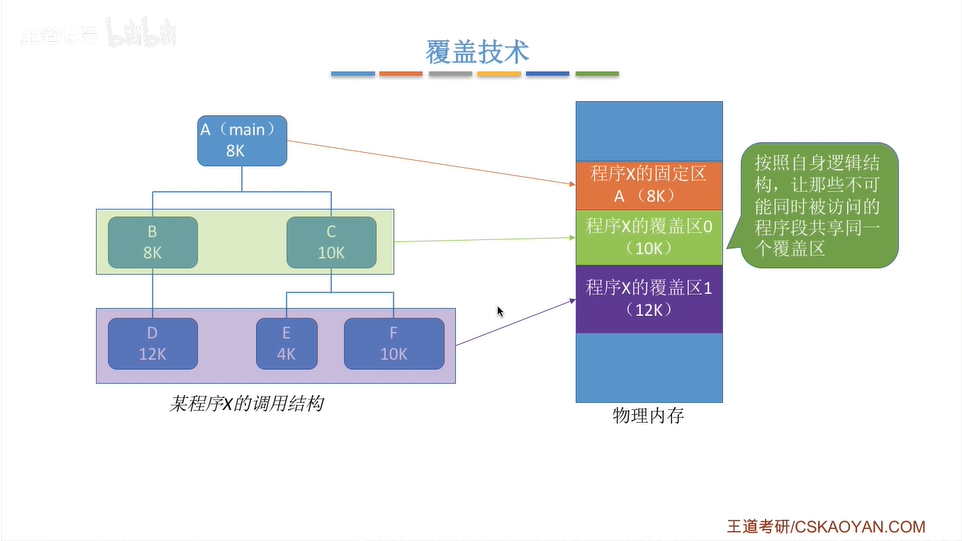 覆盖技术
A（main）
8K
B
8K
C
10K
D
12K
E
4K
F
10K
某程序X的调用结构
程序X的固定区
A （8K）
程序X的覆盖区0
（10K）
程序X的覆盖区1
（12K）
物理内存
按照自身逻辑结
构，让那些不可
能同时被访问的
程序段共享同一
个覆盖区
王道考研/CSKAOYAN.COM
bilibili